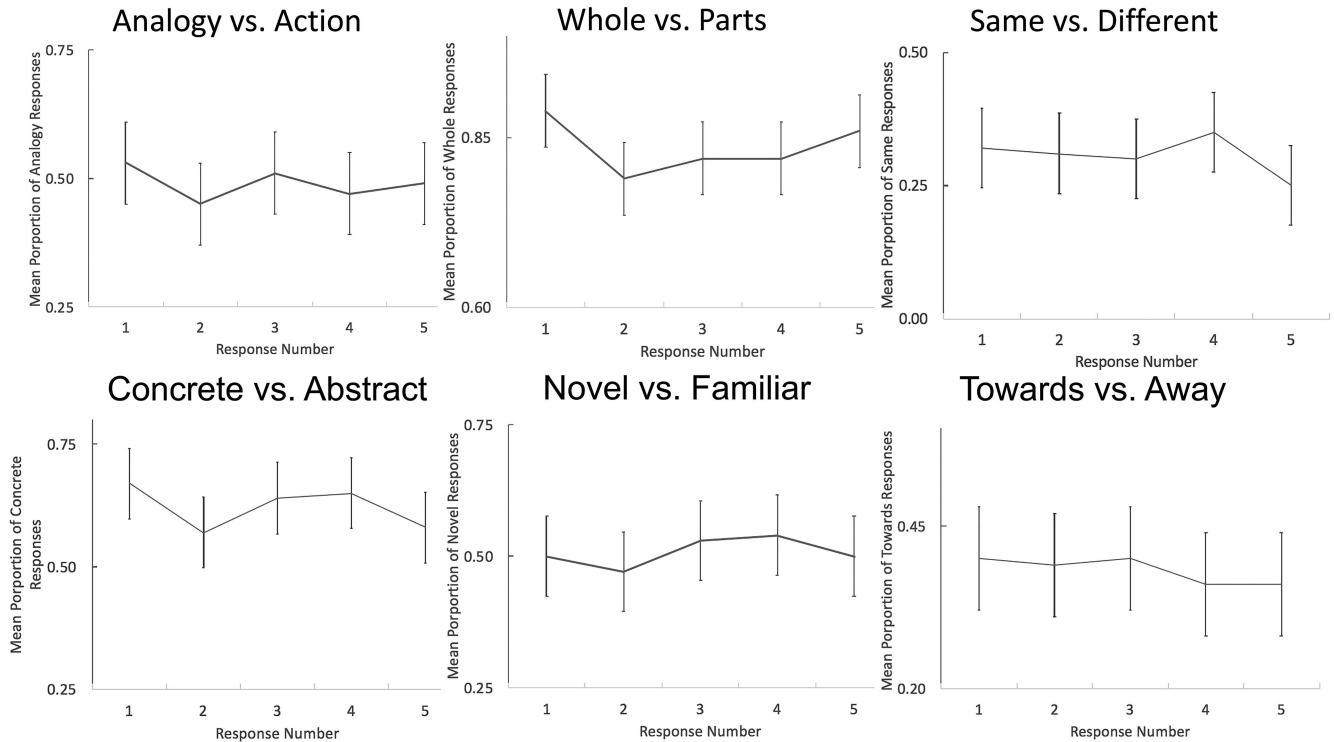 Analogy vs. Action
Mean Porportion of Analogy Responses
0.75
0.50
0.25
1 2 3 4 5
Response Number
Whole vs. Parts
Mean Porportion of Whole Responses
0.85
0.60
1 2 3 4 5
Response Number
Same vs. Different
Mean Porportion of Same Responses
0.50
0.25
0.00
1 2 3 4 5
Response Number
Concrete vs. Abstract
Mean Porportion of Concrete
Responses
0.75
0.50
0.25
1 2 3 4 5
Response Number
Novel vs. Familiar
Mean Porportion of Novel Responses
0.75
0.50
0.25
1 2 3 4 5
Response Number
Towards vs. Away
Mean Porportion of Towards Responses
0.45
0.20
1 2 3 4 5
Response Number